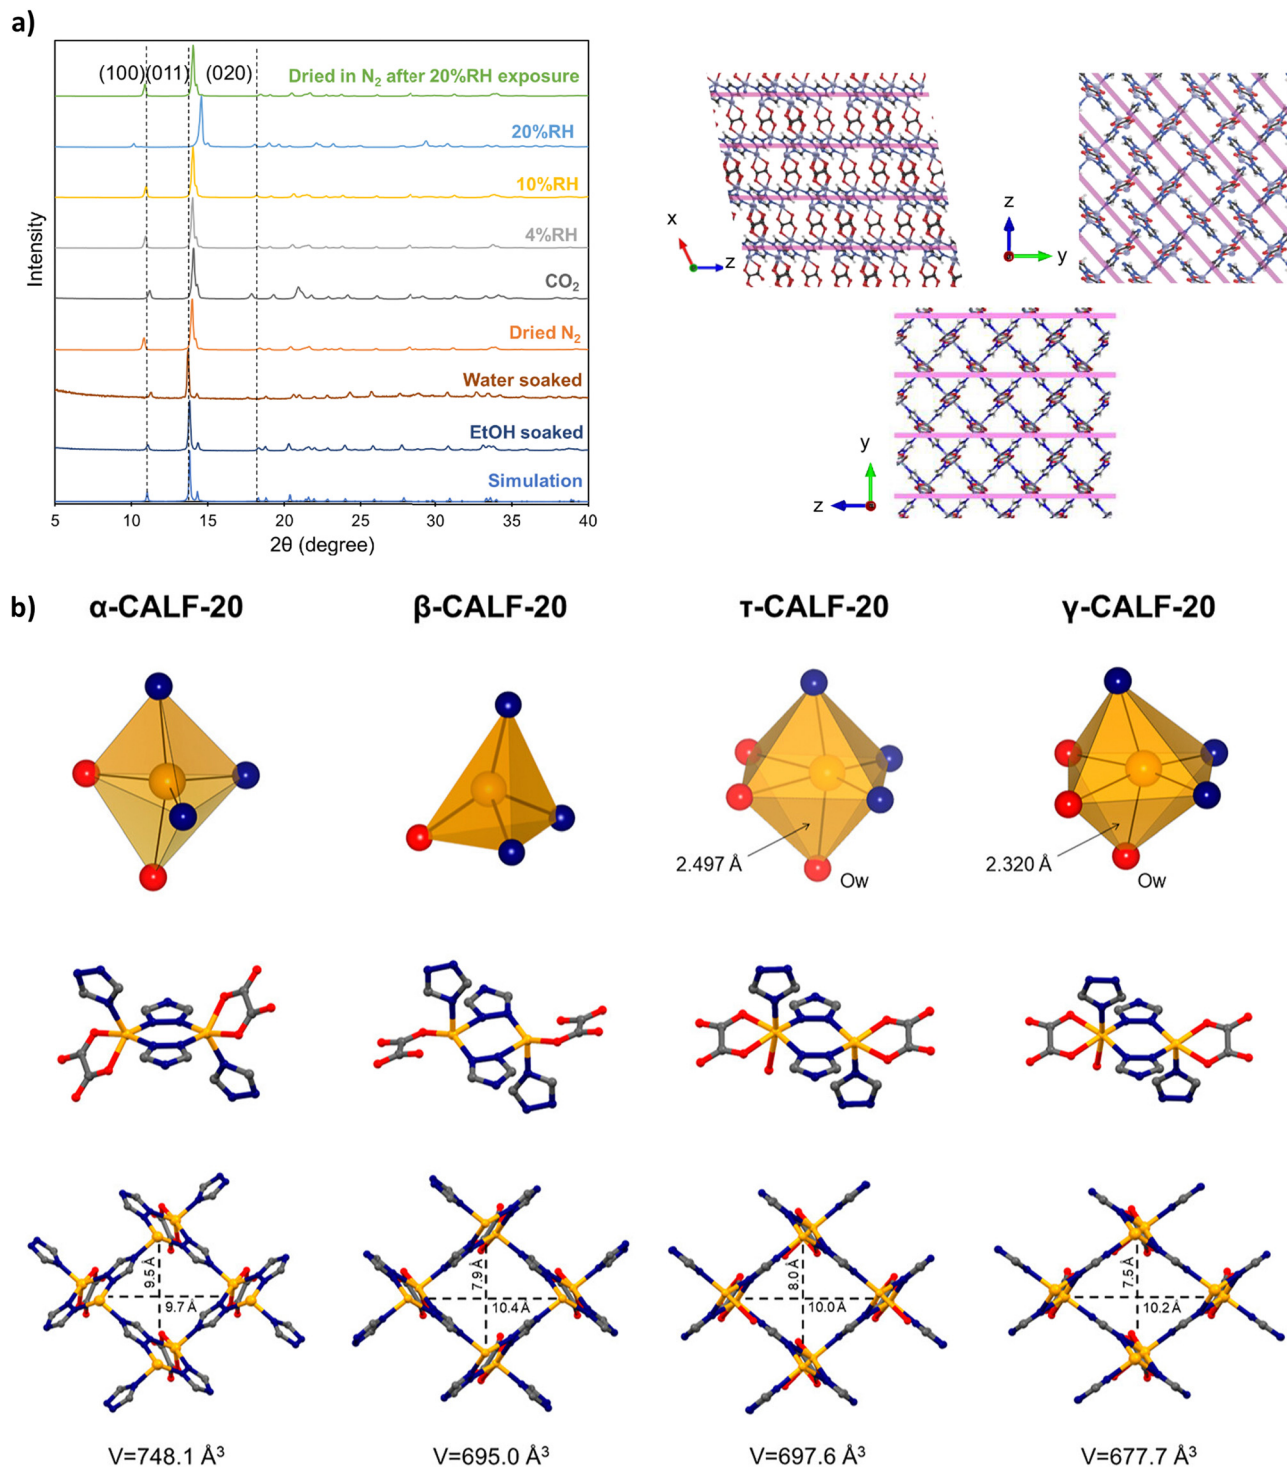 a)
(100)(011) (020)
Dried in N2 after 20%RH exposure
20%RH
10%RH
4%RH
CO2
Dried N2
Water soaked
EtOH soaked
Simulation
Intensity
5 10 15 20 25 30 35 40
2θ (degree)
x
z
z
y
y
z
b)
α-CALF-20 β-CALF-20 τ-CALF-20 γ-CALF-20
2.497 Å
Ow
2.320 Å
Ow
9.5 Å
9.7 Å
7.9 Å
10.4 Å
8.0 Å
10.0Å
7.5 Å
10.2 Å
V=748.1 Å³ V=695.0 Å³ V=697.6 Å³ V=677.7 Å³